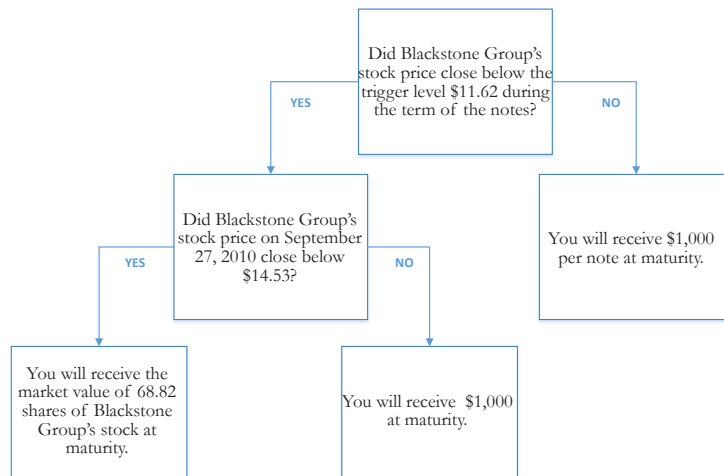 Did Blackstone Group’s
stock price close below the
trigger level $11.62 during
the term of the notes?
YES
NO
Did Blackstone Group’s
stock price on September
27, 2010 close below
$14.53?
You will receive $1,000
per note at maturity.
YES
NO
You will receive the
market value of 68.82
shares of Blackstone
Group’s stock at
maturity.
You will receive $1,000
at maturity.